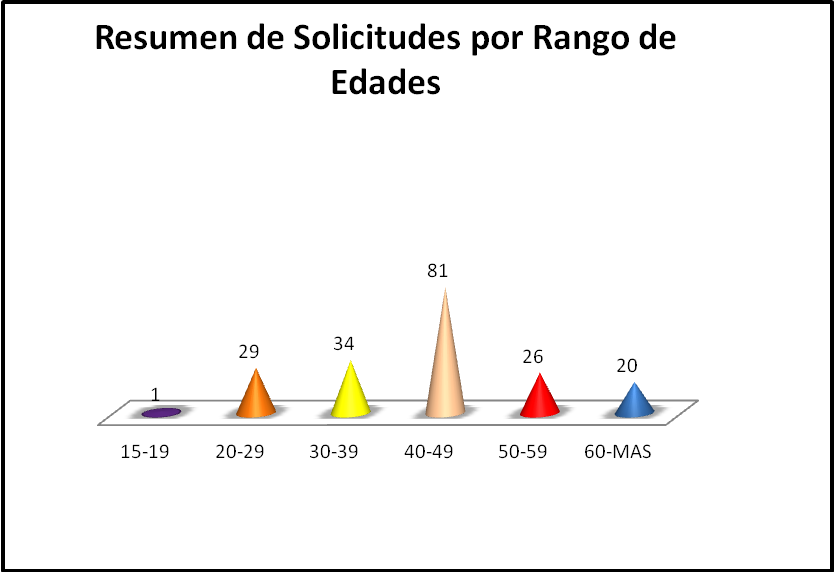 Resumen de Solicitudes por Rango de
Edades
81
34
29
26
20
1
15-19 20-29 30-39 40-49 50-59 60-MAS